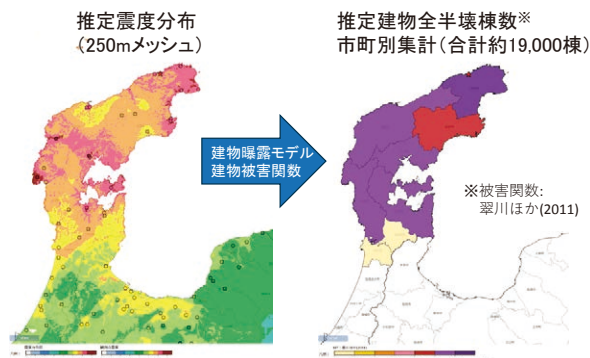 推定震度分布
(250mメッシュ)
推定建物全半壊棟数※
市町別集計(合計約19,000棟)
建物曝露モデル
建物被害関数
※被害関数:
翠川ほか(2011)